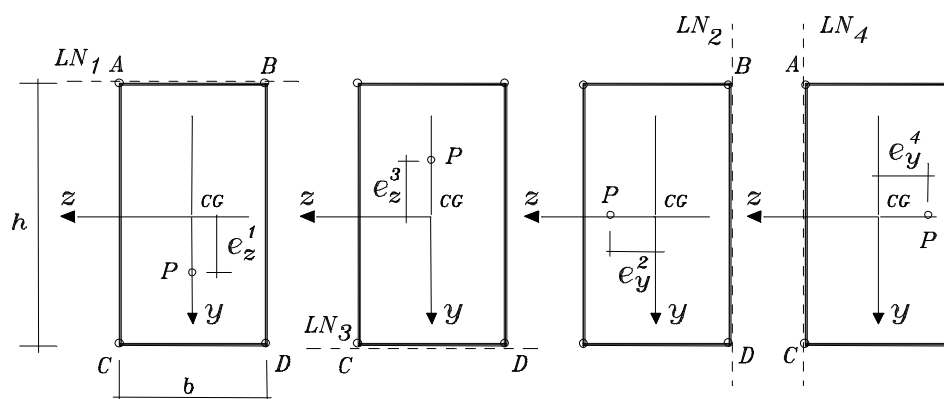 LN₁ A B
h
z CG
e_z^1
P
y
C D
b
z CG
P
e_z^3
y
LN₃
C D
LN₂
B
z P CG
e_y^2
y
D
LN₄
A
e_y^4
z CG
P
y
C